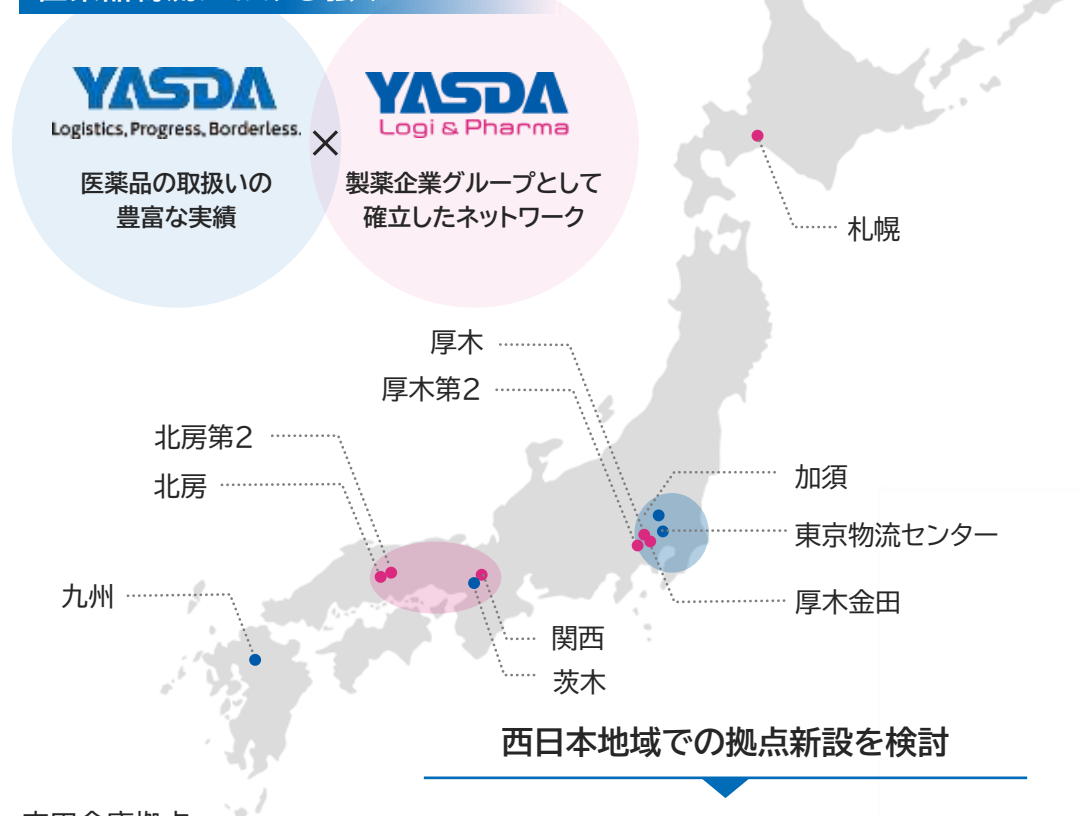 YASDA
Logistics, Progress, Borderless.
医薬品の取扱いの
豊富な実績
×
YASDA
Logi & Pharma
製薬企業グループとして
確立したネットワーク
札幌
厚木
厚木第2
北房第2
北房
加須
東京物流センター
九州
厚木金田
関西
茨木
西日本地域での拠点新設を検討